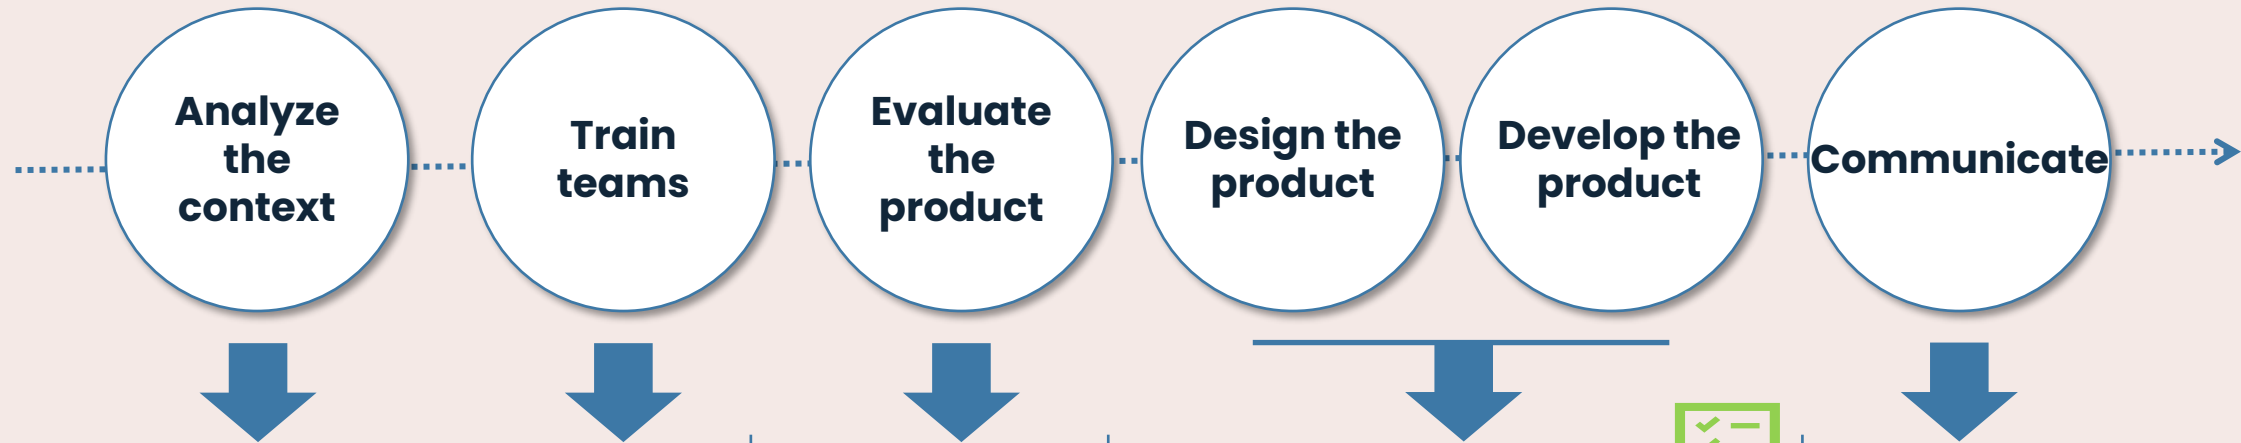 Analyze
the
context
Train
teams
Evaluate
the
product
Design the
product
Develop the
product
Communicate